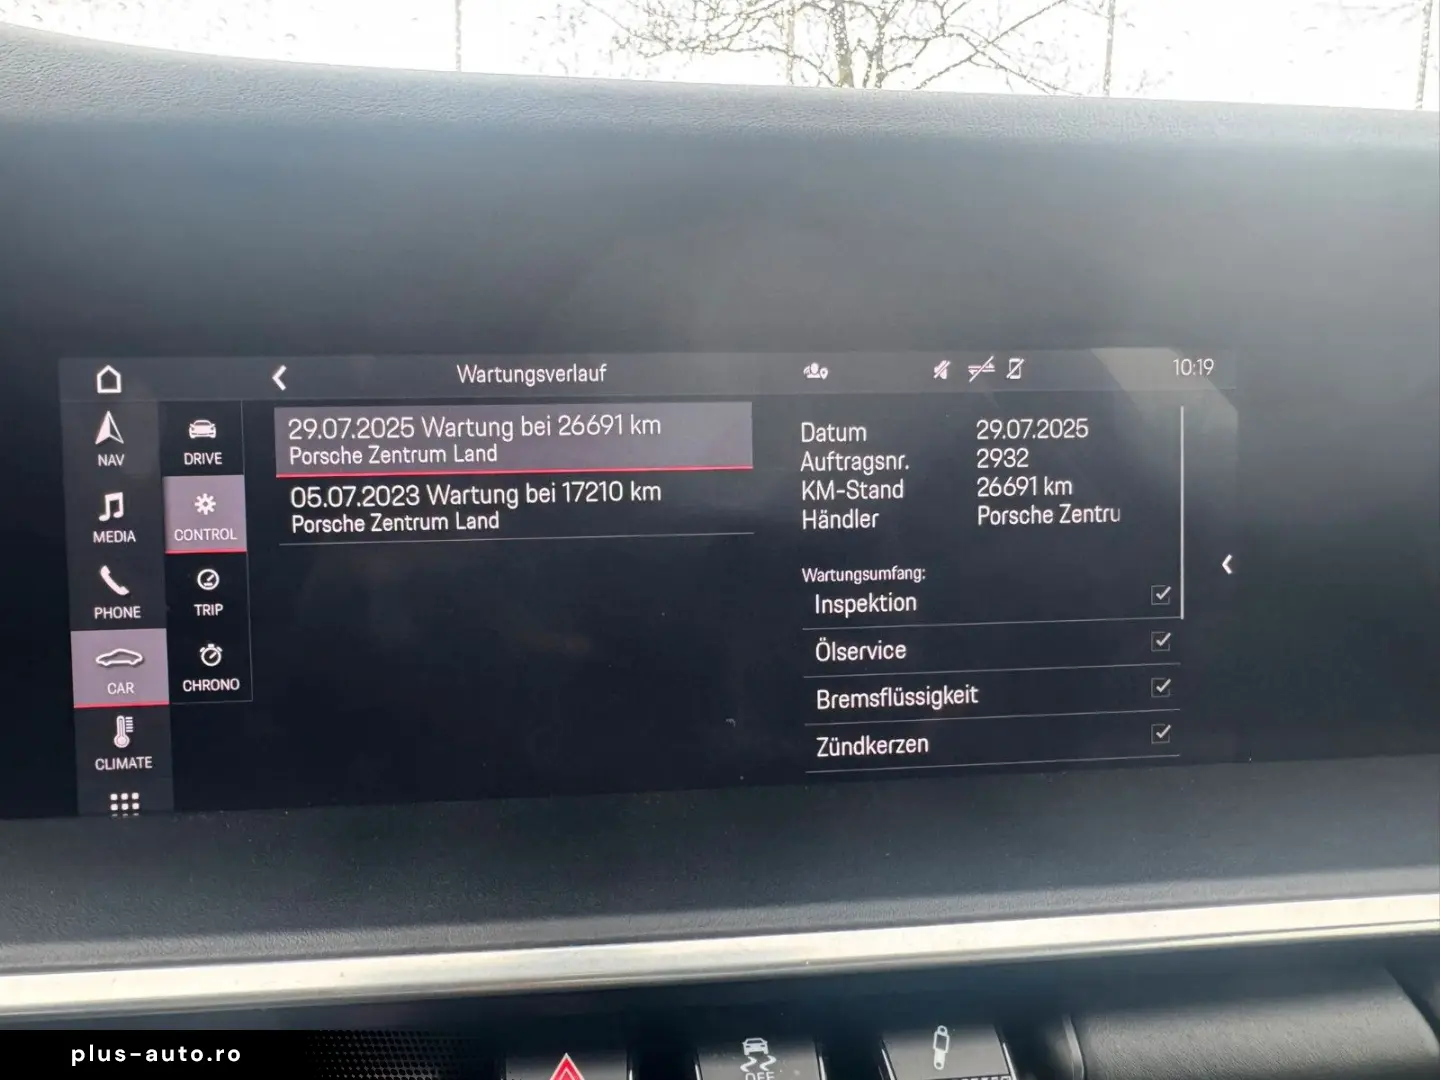 Wartungsverlauf
10:19
NAV
MEDIA
PHONE
CAR
CLIMATE
DRIVE
CONTROL
TRIP
CHRONO
29.07.2025 Wartung bei 26691 km
Porsche Zentrum Land
05.07.2023 Wartung bei 17210 km
Porsche Zentrum Land
Datum 29.07.2025
Auftragsnr. 2932
KM-Stand 26691 km
Händler Porsche Zentru
Wartungsumfang:
Inspektion
Ölservice
Bremsflüssigkeit
Zündkerzen
plus-auto.ro
OFF